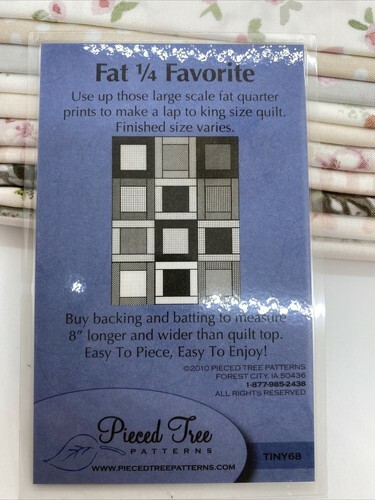 Fat ¼ Favorite
Use up those large scale fat quarter
prints to make a lap to king size quilt.
Finished size varies.
Buy backing and batting to measure
8" longer and wider than quilt top.
Easy To Piece, Easy To Enjoy!
©2010 PIECED TREE PATTERNS
FOREST CITY, IA 50436
1-877-985-2438
ALL RIGHTS RESERVED
Pieced Tree
PATTERNS
WWW.PIECEDTREEPATTERNS.COM
TINY68